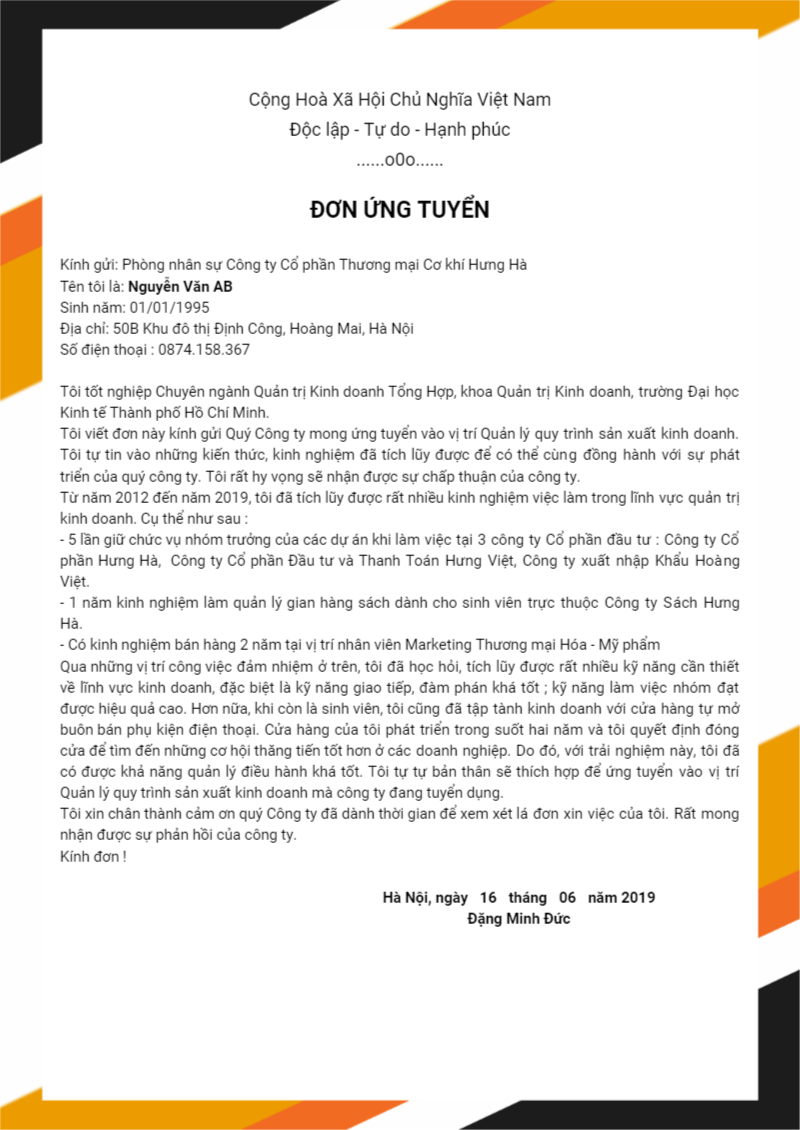 Cộng Hoà Xã Hội Chủ Nghĩa Việt Nam
Độc lập - Tự do - Hạnh phúc
......o0o......
ĐƠN ỨNG TUYỂN
Kính gửi: Phòng nhân sự Công ty Cổ phần Thương mại Cơ khí Hưng Hà
Tên tôi là: Nguyễn Văn AB
Sinh năm: 01/01/1995
Địa chỉ: 50B Khu đô thị Định Công, Hoàng Mai, Hà Nội
Số điện thoại : 0874.158.367
Tôi tốt nghiệp Chuyên ngành Quản trị Kinh doanh Tổng Hợp, khoa Quản trị Kinh doanh, trường Đại học
Kinh tế Thành phố Hồ Chí Minh.
Tôi viết đơn này kính gửi Quý Công ty mong ứng tuyển vào vị trí Quản lý quy trình sản xuất kinh doanh.
Tôi tự tin vào những kiến thức, kinh nghiệm đã tích lũy được để có thể cùng đồng hành với sự phát
triển của quý công ty. Tôi rất hy vọng sẽ nhận được sự chấp thuận của công ty.
Từ năm 2012 đến năm 2019, tôi đã tích lũy được rất nhiều kinh nghiệm việc làm trong lĩnh vực quản trị
kinh doanh. Cụ thể như sau :
- 5 lần giữ chức vụ nhóm trưởng của các dự án khi làm việc tại 3 công ty Cổ phần đầu tư : Công ty Cổ
phần Hưng Hà, Công ty Cổ phần Đầu tư và Thanh Toán Hưng Việt, Công ty xuất nhập Khẩu Hoàng
Việt.
- 1 năm kinh nghiệm làm quản lý gian hàng sách dành cho sinh viên trực thuộc Công ty Sách Hưng
Hà.
- Có kinh nghiệm bán hàng 2 năm tại vị trí nhân viên Marketing Thương mại Hóa - Mỹ phẩm
Qua những vị trí công việc đảm nhiệm ở trên, tôi đã học hỏi, tích lũy được rất nhiều kỹ năng cần thiết
về lĩnh vực kinh doanh, đặc biệt là kỹ năng giao tiếp, đàm phán khá tốt ; kỹ năng làm việc nhóm đạt
được hiệu quả cao. Hơn nữa, khi còn là sinh viên, tôi cũng đã tập tành kinh doanh với cửa hàng tự mở
buôn bán phụ kiện điện thoại. Cửa hàng của tôi phát triển trong suốt hai năm và tôi quyết định đóng
cửa để tìm đến những cơ hội thăng tiến tốt hơn ở các doanh nghiệp. Do đó, với trải nghiệm này, tôi đã
có được khả năng quản lý điều hành khá tốt. Tôi tự tự bản thân sẽ thích hợp để ứng tuyển vào vị trí
Quản lý quy trình sản xuất kinh doanh mà công ty đang tuyển dụng.
Tôi xin chân thành cảm ơn quý Công ty đã dành thời gian để xem xét lá đơn xin việc của tôi. Rất mong
nhận được sự phản hồi của công ty.
Kính đơn !
Hà Nội, ngày 16 tháng 06 năm 2019
Đặng Minh Đức